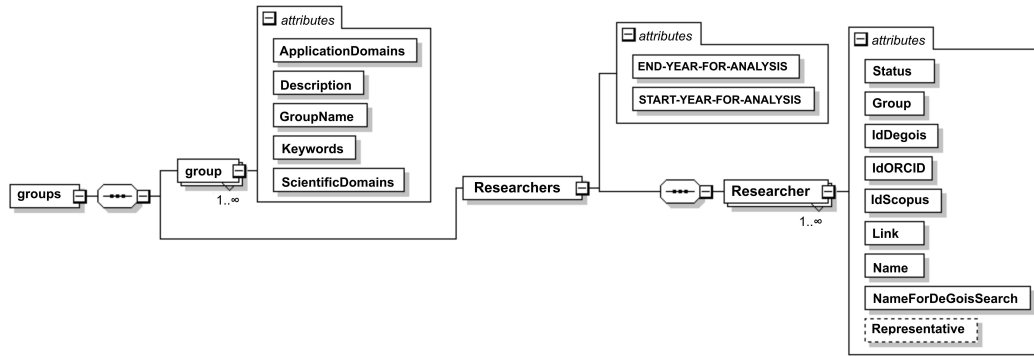 groups
group
1..∞
attributes
ApplicationDomains
Description
GroupName
Keywords
ScientificDomains
Researchers
attributes
END-YEAR-FOR-ANALYSIS
START-YEAR-FOR-ANALYSIS
Researcher
1..∞
attributes
Status
Group
IdDegois
IdORCID
IdScopus
Link
Name
NameForDeGoisSearch
Representative